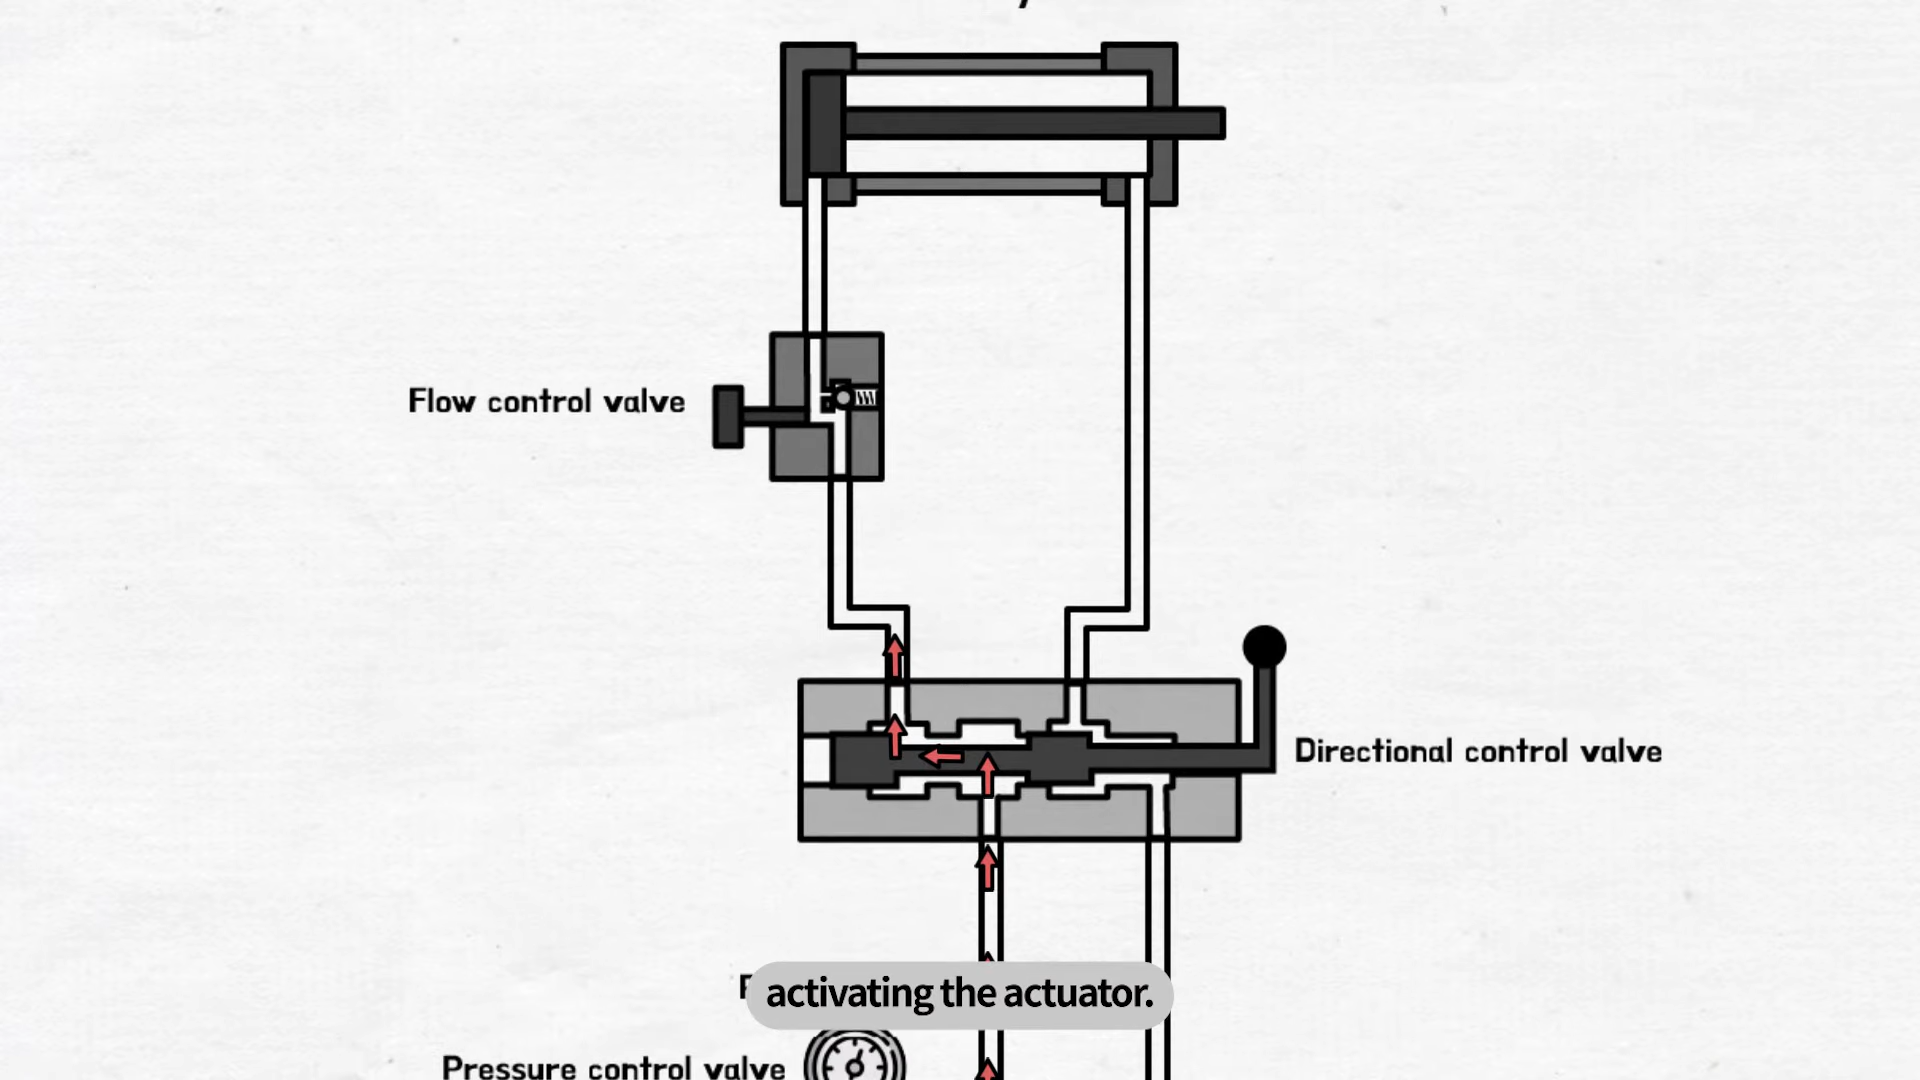 Flow control valve
Directional control valve
activating the actuator.
Pressure control valve